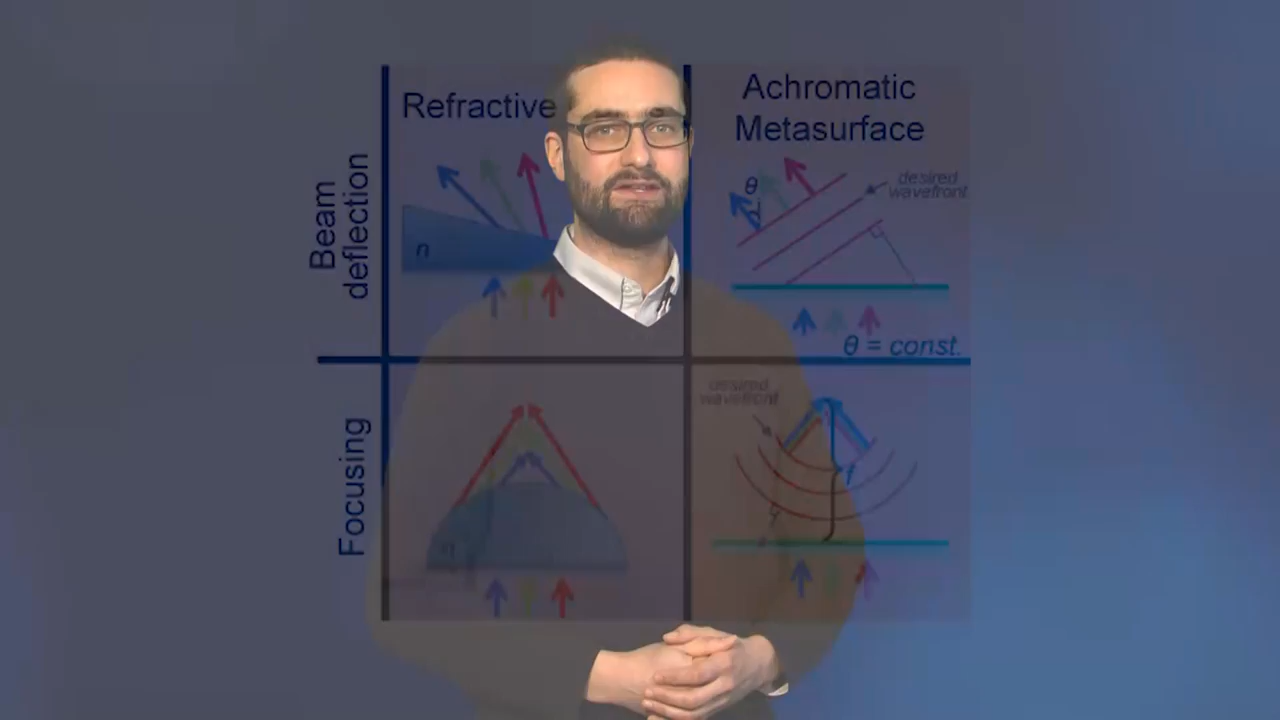 Refractive
Achromatic
Metasurface
Beam
deflection
n
θ
desired
wavefront
θ = const.
Focusing
n
desired
wavefront
f